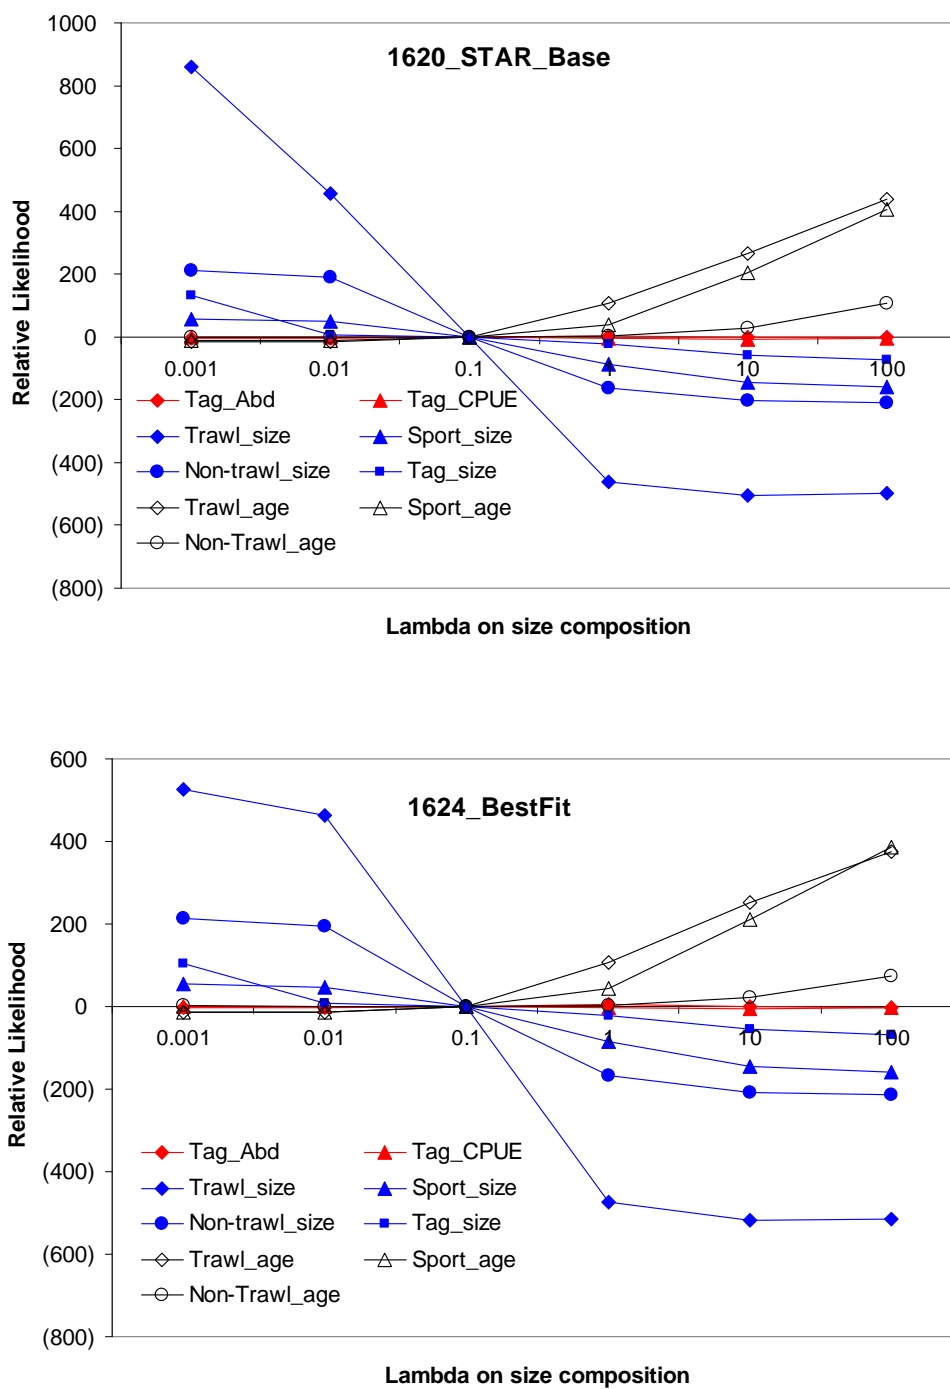 1000
1620_STAR_Base
800
600
400
200
0
0.001 0.01 0.1 1 10 100
(200)
(400)
(600)
(800)
Relative Likelihood
Tag_Abd Tag_CPUE
Trawl_size Sport_size
Non-trawl_size Tag_size
Trawl_age Sport_age
Non-Trawl_age
Lambda on size composition
600
1624_BestFit
400
200
0
0.001 0.01 0.1 1 10 100
(200)
(400)
(600)
(800)
Relative Likelihood
Tag_Abd Tag_CPUE
Trawl_size Sport_size
Non-trawl_size Tag_size
Trawl_age Sport_age
Non-Trawl_age
Lambda on size composition